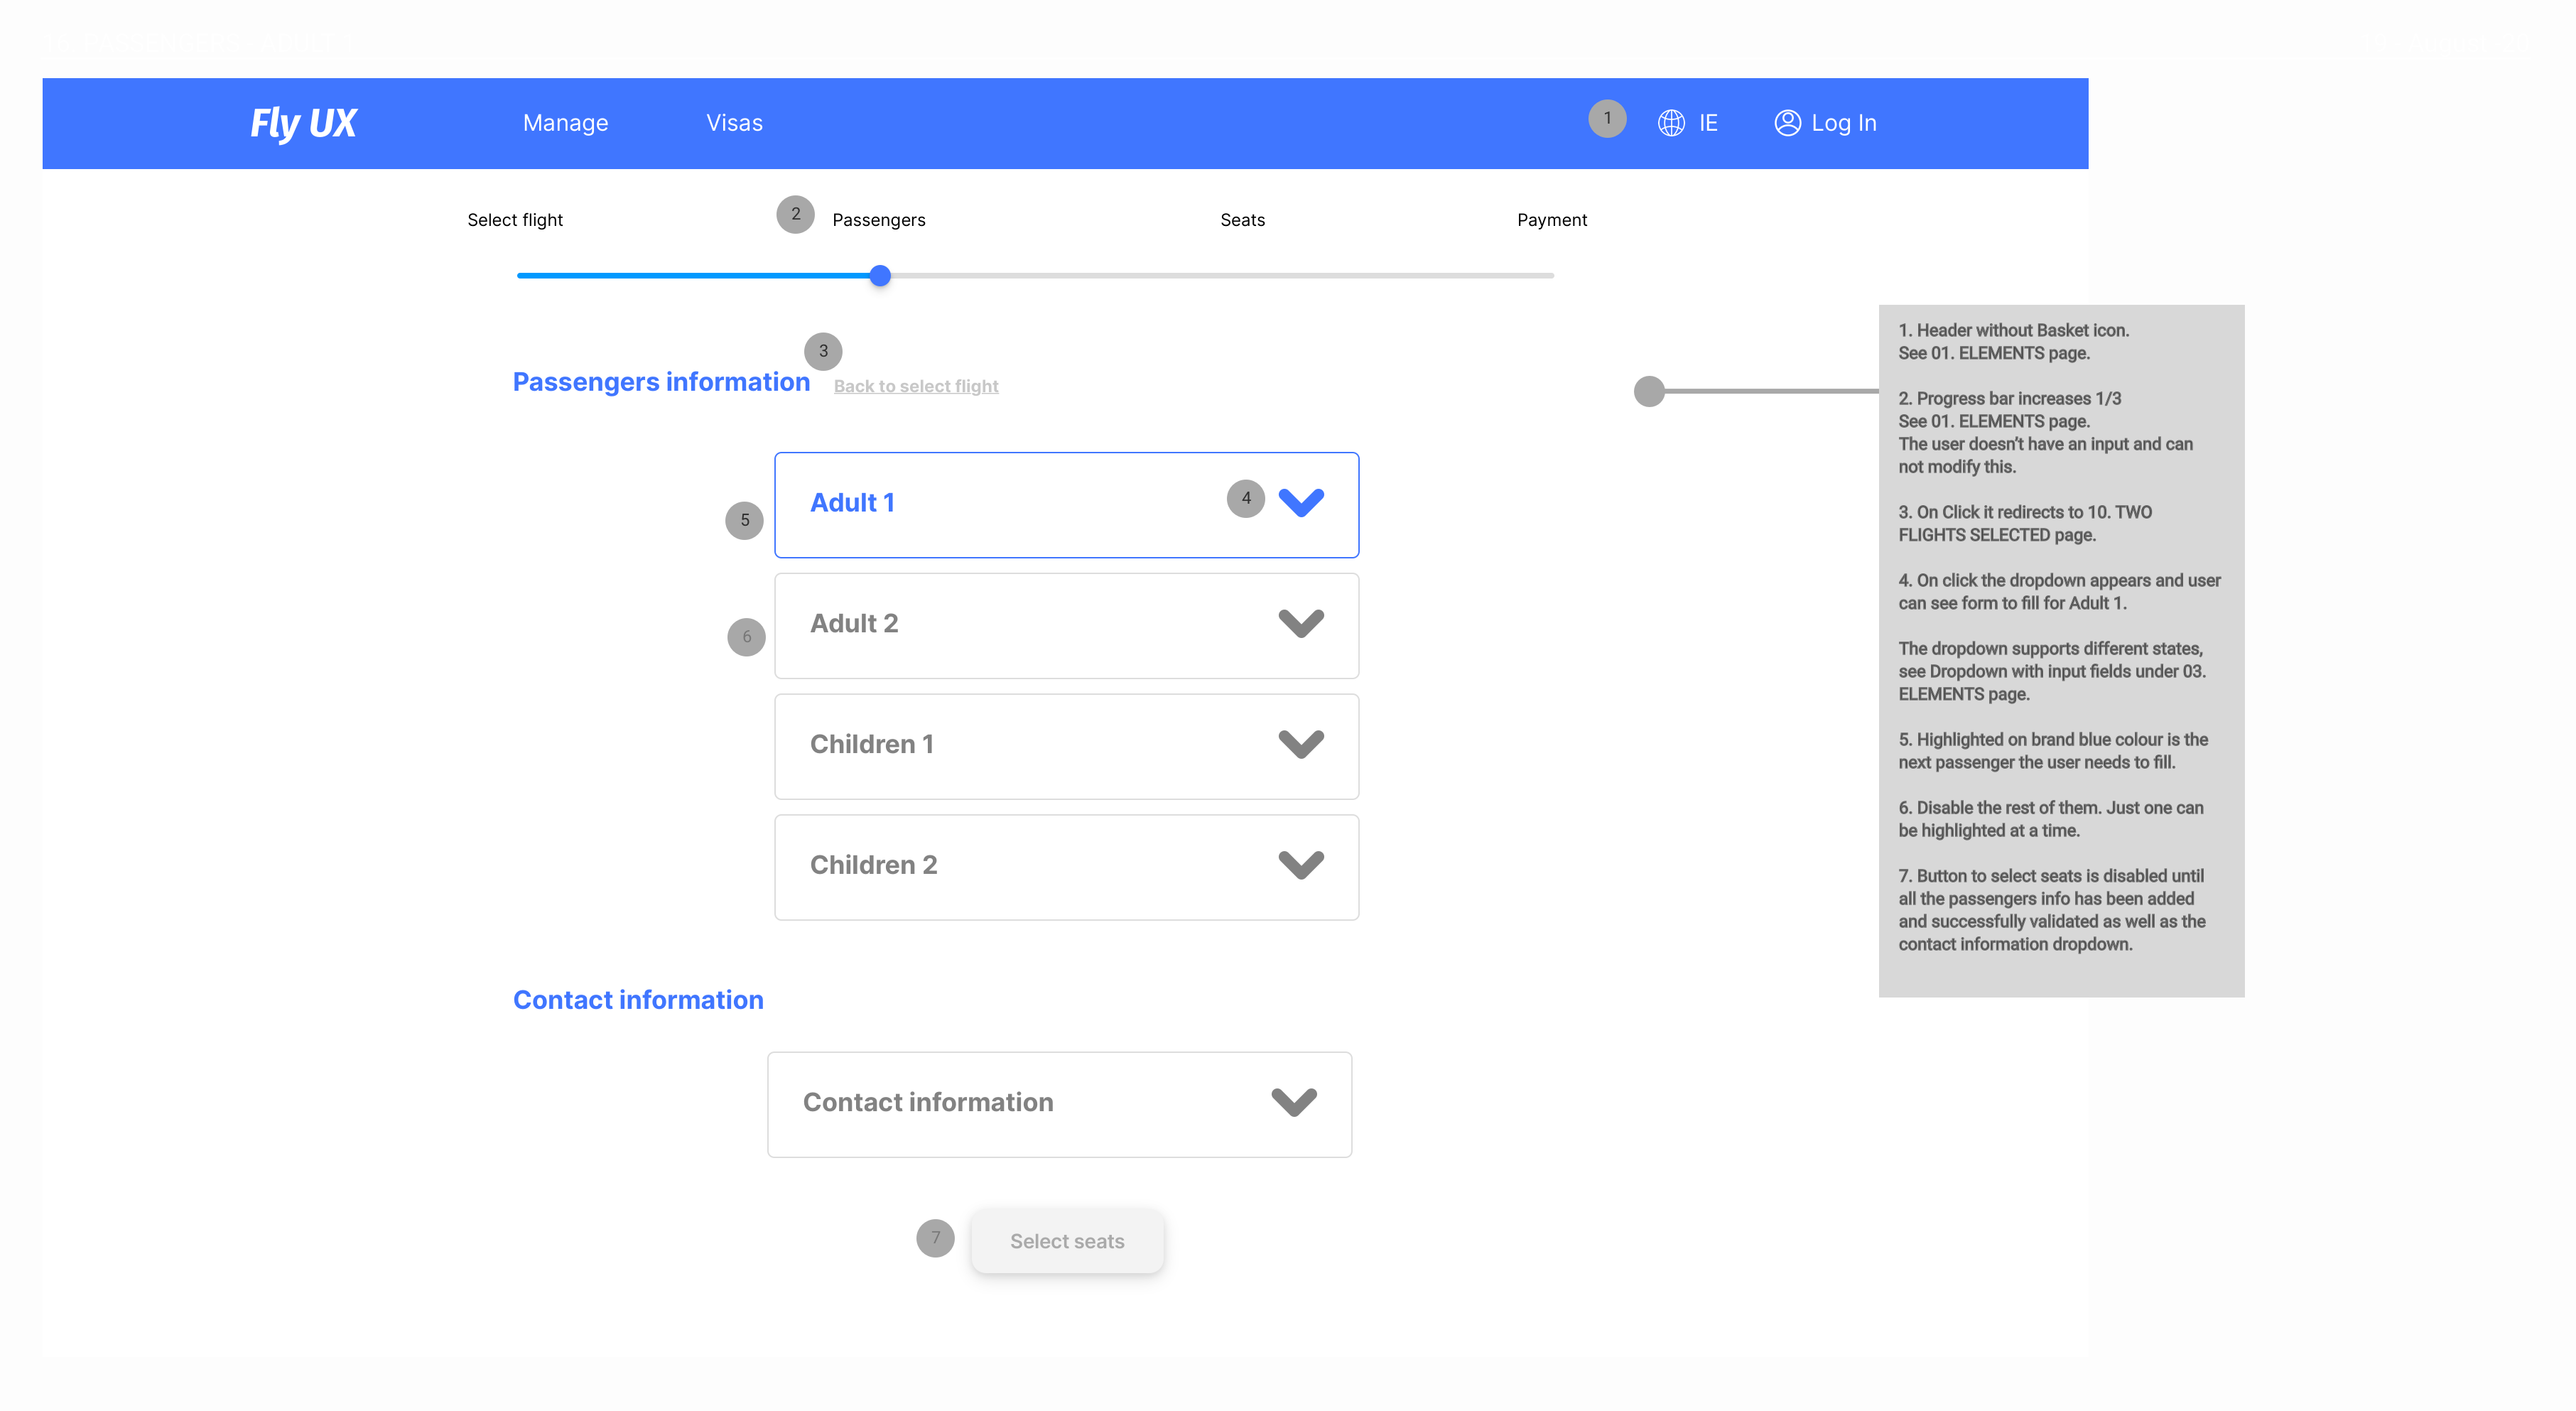 Fly UX
Manage
Visas
1
IE
Log In
Select flight
2
Passengers
Seats
Payment
3
Passengers information
Back to select flight
Adult 1
4
5
Adult 2
6
Children 1
Children 2
Contact information
Contact information
7
Select seats
1. Header without Basket icon.
See 01. ELEMENTS page.
2. Progress bar increases 1/3
See 01. ELEMENTS page.
The user doesn’t have an input and can
not modify this.
3. On Click it redirects to 10. TWO
FLIGHTS SELECTED page.
4. On click the dropdown appears and user
can see form to fill for Adult 1.
The dropdown supports different states,
see Dropdown with input fields under 03.
ELEMENTS page.
5. Highlighted on brand blue colour is the
next passenger the user needs to fill.
6. Disable the rest of them. Just one can
be highlighted at a time.
7. Button to select seats is disabled until
all the passengers info has been added
and successfully validated as well as the
contact information dropdown.